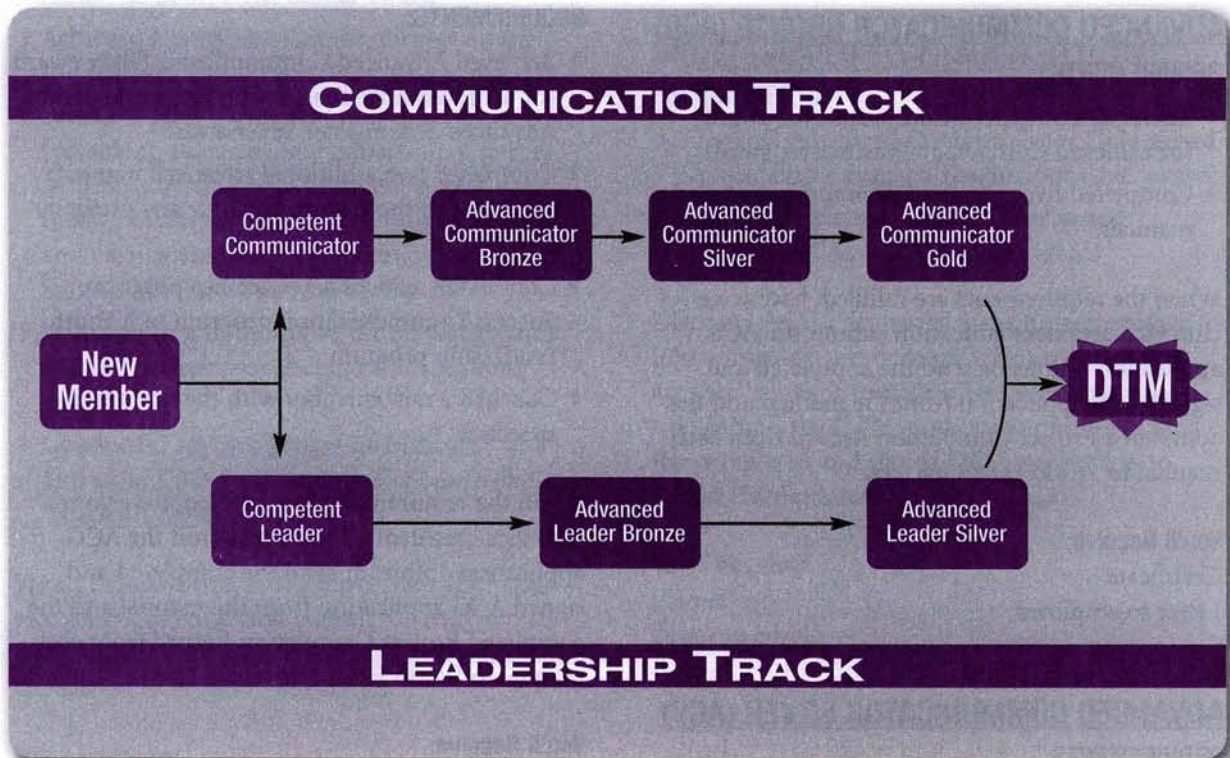 COMMUNICATION TRACK
Competent
Communicator
Advanced
Communicator
Bronze
Advanced
Communicator
Silver
Advanced
Communicator
Gold
New
Member
DTM
Competent
Leader
Advanced
Leader Bronze
Advanced
Leader Silver
LEADERSHIP TRACK